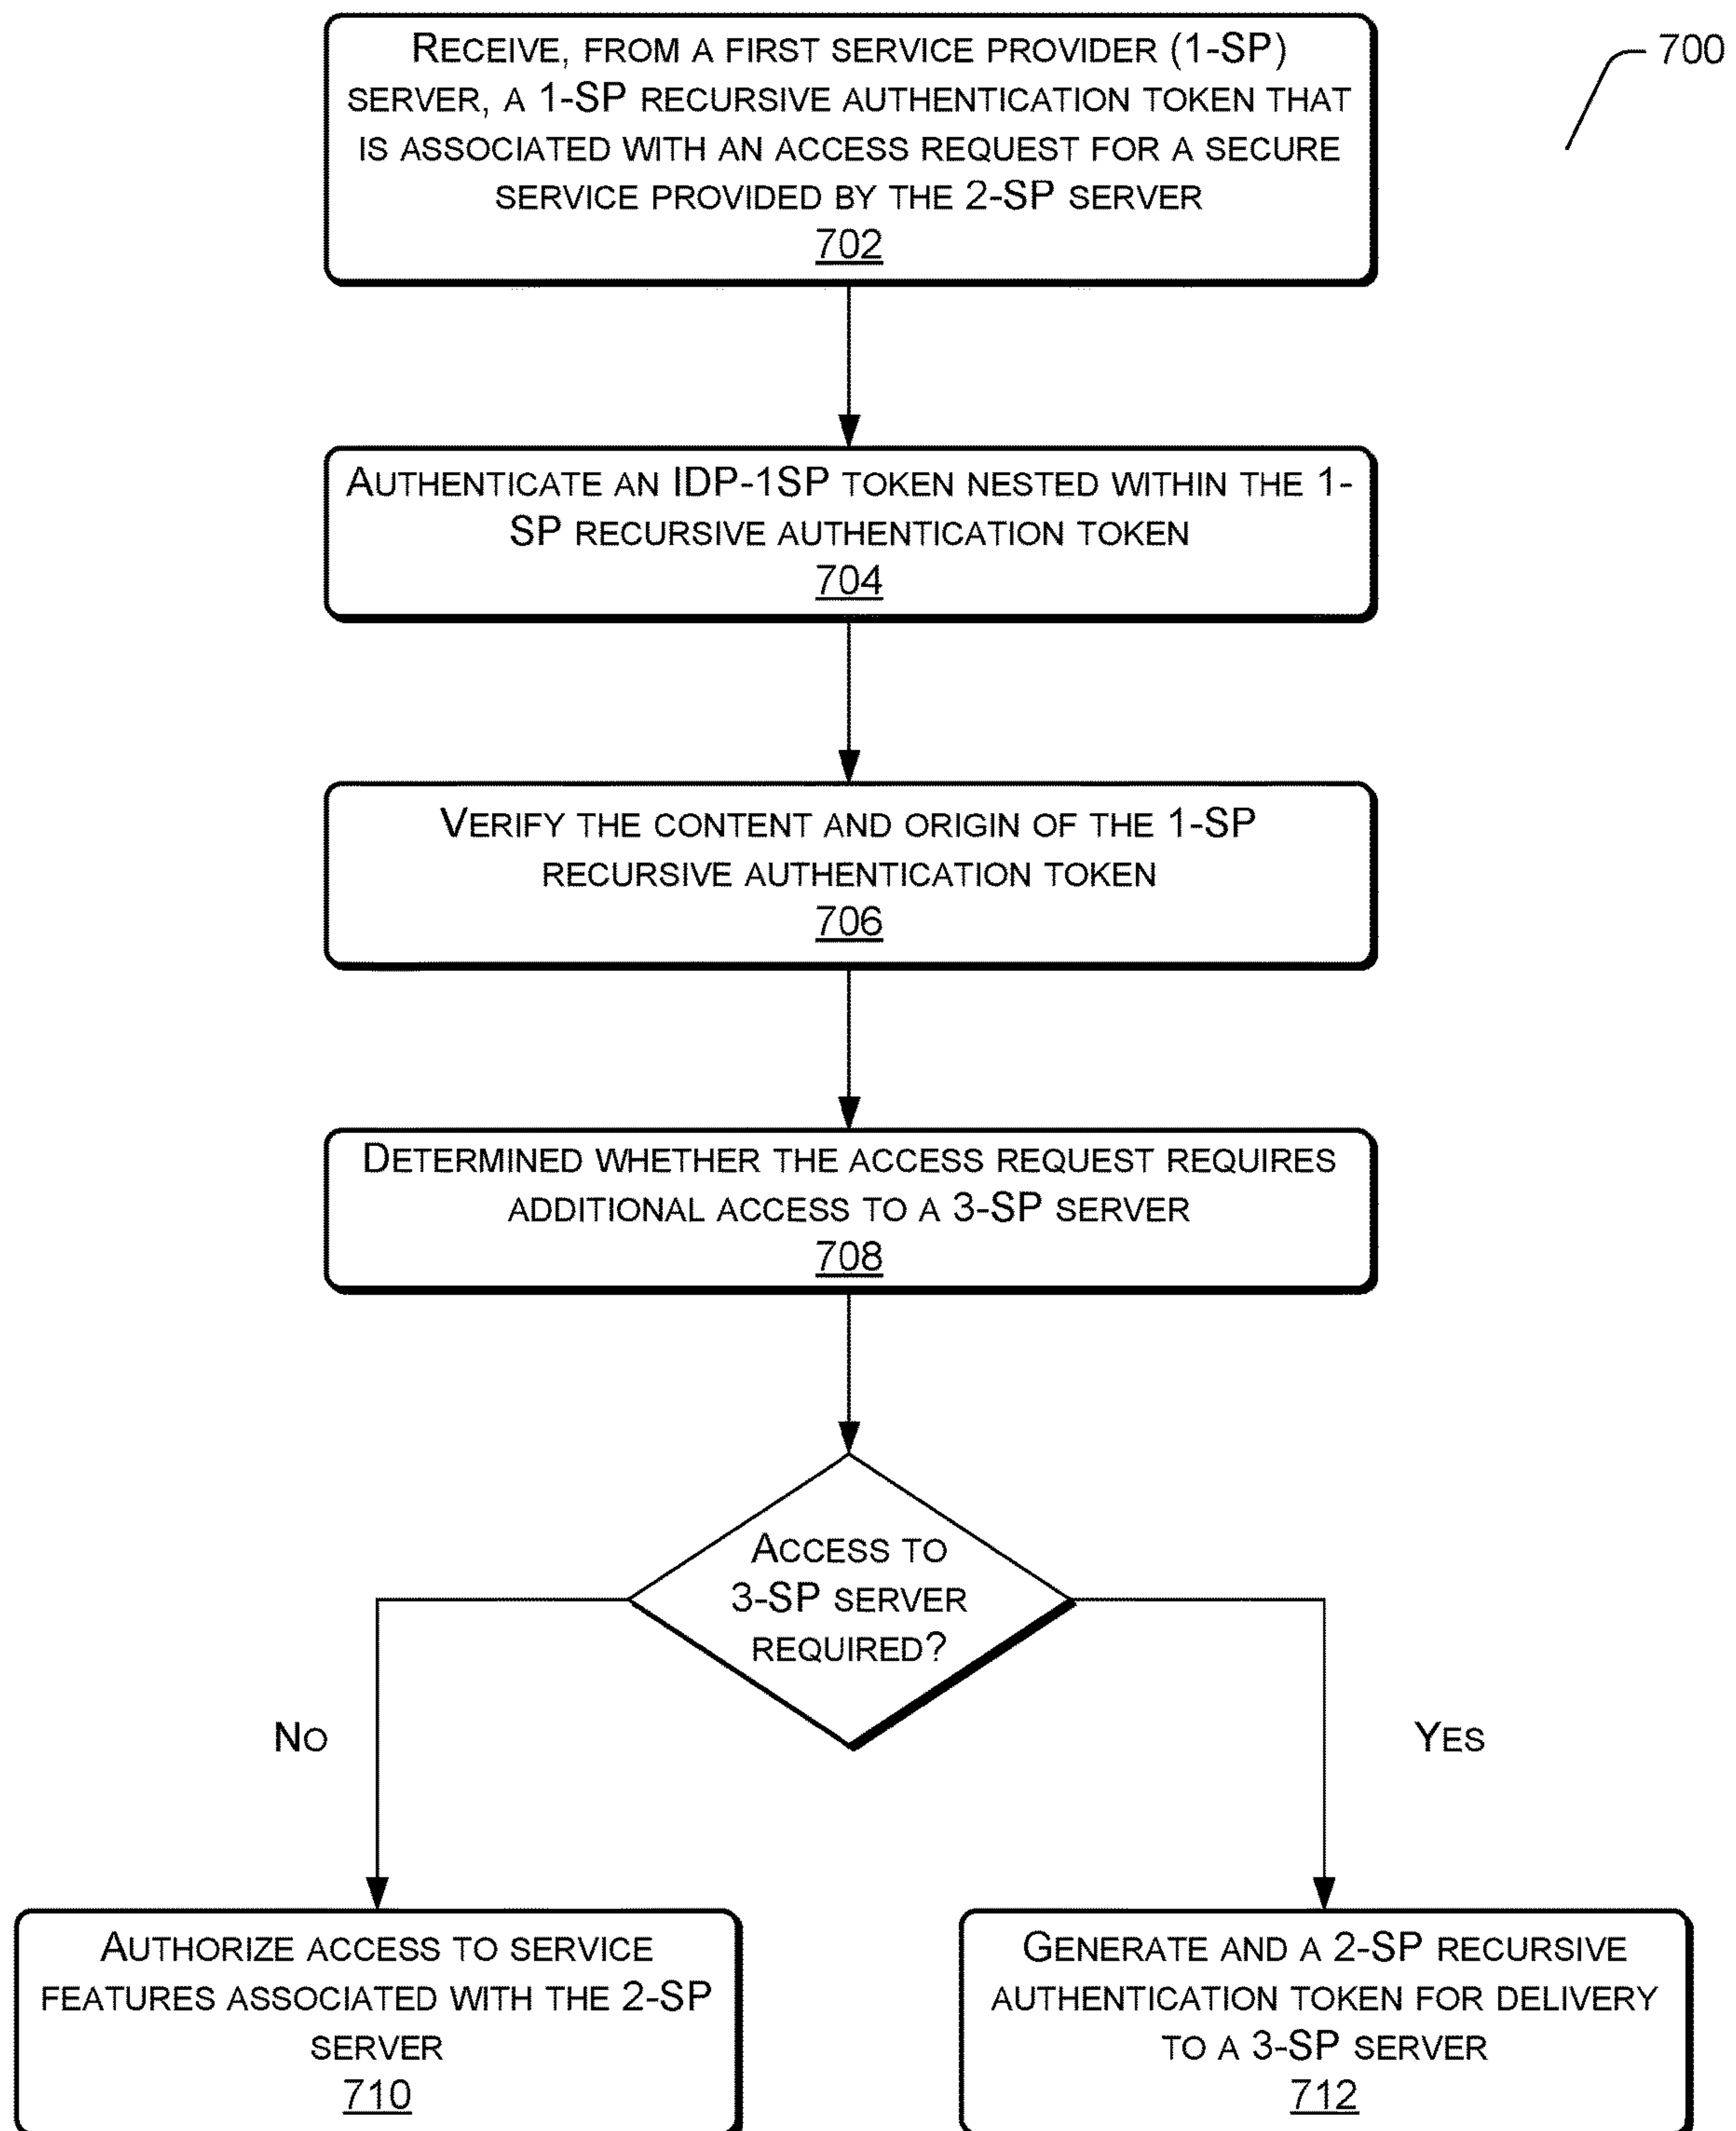 RECEIVE, FROM A FIRST SERVICE PROVIDER (1-SP)
SERVER, A 1-SP RECURSIVE AUTHENTICATION TOKEN THAT
IS ASSOCIATED WITH AN ACCESS REQUEST FOR A SECURE
SERVICE PROVIDED BY THE 2-SP SERVER
702
700
AUTHENTICATE AN IDP-1SP TOKEN NESTED WITHIN THE 1-
SP RECURSIVE AUTHENTICATION TOKEN
704
VERIFY THE CONTENT AND ORIGIN OF THE 1-SP
RECURSIVE AUTHENTICATION TOKEN
706
DETERMINED WHETHER THE ACCESS REQUEST REQUIRES
ADDITIONAL ACCESS TO A 3-SP SERVER
708
ACCESS TO
3-SP SERVER
REQUIRED?
NO
YES
AUTHORIZE ACCESS TO SERVICE
FEATURES ASSOCIATED WITH THE 2-SP
SERVER
710
GENERATE AND A 2-SP RECURSIVE
AUTHENTICATION TOKEN FOR DELIVERY
TO A 3-SP SERVER
712